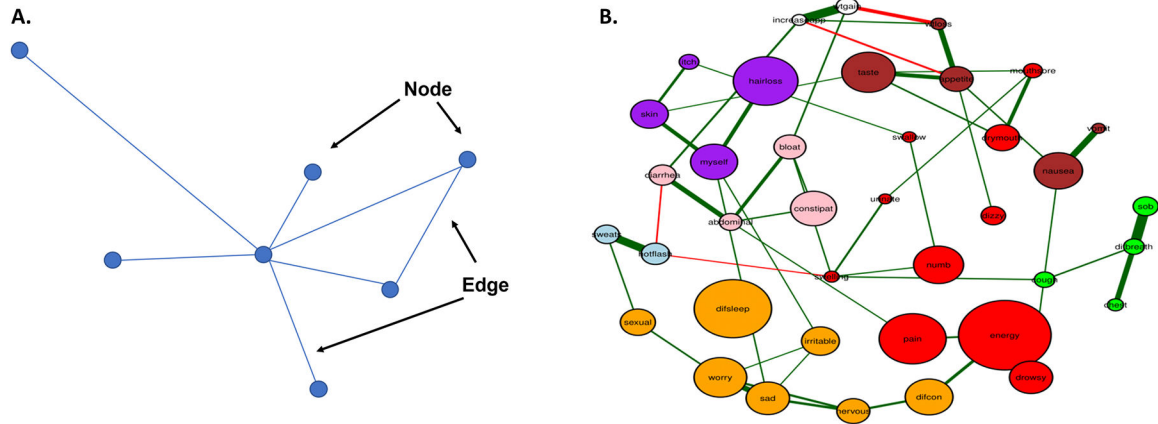 A.
B.
Node
Edge
wtgain
increaseapp
wtloss
itch
hairloss
taste
appetite
mouthsore
skin
swallow
drymouth
vomit
bloat
myself
nausea
diarrhea
urinate
constipat
dizzy
sob
abdominal
sweats
difbreath
hotflash
numb
swelling
cough
chest
difsleep
sexual
irritable
pain
energy
worry
drowsy
sad
difcon
nervous